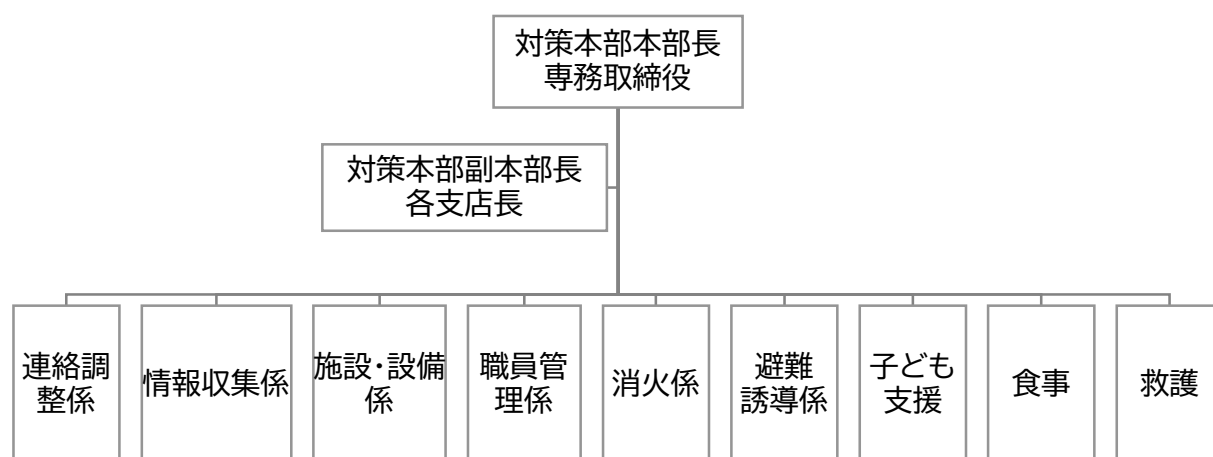 対策本部本部長
専務取締役
対策本部副本部長
各支店長
連絡調
整係
情報収集係
施設・設備
係
職員管
理係
消火係
避難
誘導係
子ども
支援
食事
救護